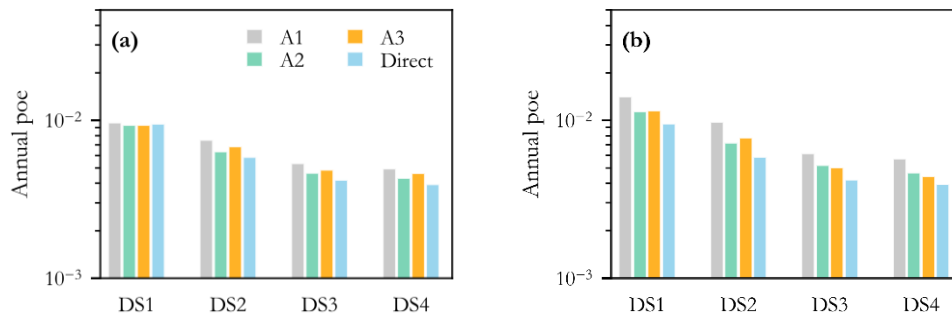 (a)
A1
A3
A2
Direct
Annual poe
10⁻²
10⁻³
DS1 DS2 DS3 DS4
(b)
Annual poe
10⁻²
10⁻³
DS1 DS2 DS3 DS4